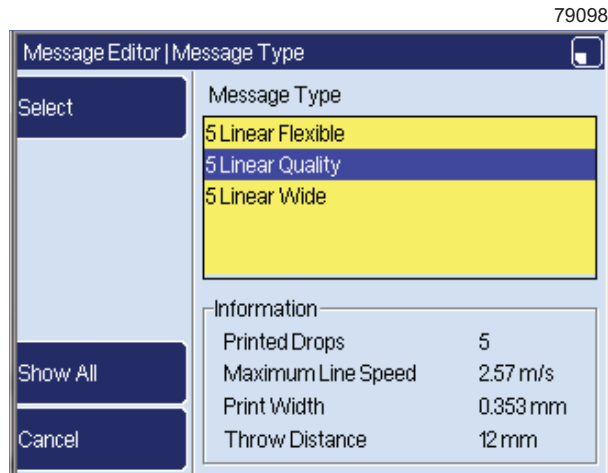 79098
Message Editor | Message Type
Select
Message Type
5 Linear Flexible
5 Linear Quality
5 Linear Wide
Information
Printed Drops 5
Show All
Maximum Line Speed 2.57 m/s
Print Width 0.353 mm
Cancel
Throw Distance 12 mm